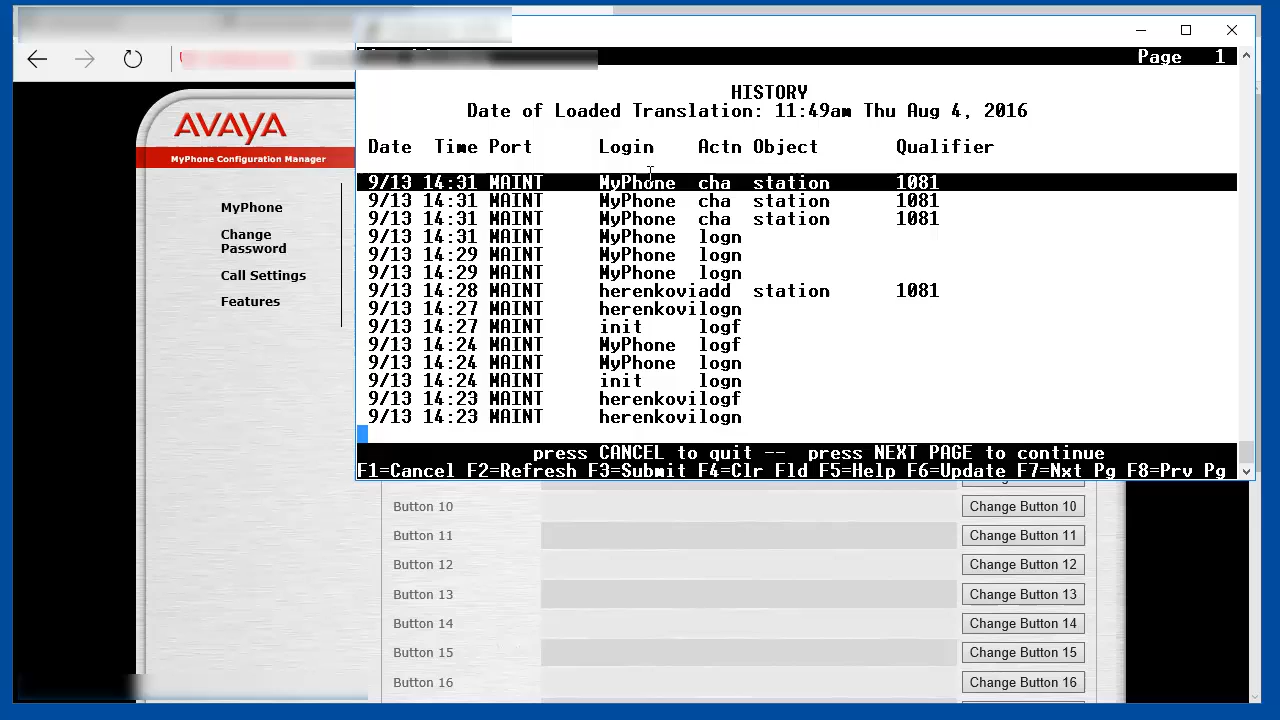 Page 1
HISTORY
Date of Loaded Translation: 11:49am Thu Aug 4, 2016
Date Time Port Login Actn Object Qualifier
9/13 14:31 MAINT MyPhone cha station 1081
9/13 14:31 MAINT MyPhone cha station 1081
9/13 14:31 MAINT MyPhone cha station 1081
9/13 14:31 MAINT MyPhone logn
9/13 14:29 MAINT MyPhone logn
9/13 14:29 MAINT MyPhone logn
9/13 14:28 MAINT herenkoviadd station 1081
9/13 14:27 MAINT herenkovilogn
9/13 14:27 MAINT init logf
9/13 14:24 MAINT MyPhone logf
9/13 14:24 MAINT MyPhone logn
9/13 14:24 MAINT init logn
9/13 14:23 MAINT herenkovilogf
9/13 14:23 MAINT herenkovilogn
press CANCEL to quit -- press NEXT PAGE to continue
F1=Cancel F2=Refresh F3=Submit F4=Clr Fld F5=Help F6=Update F7=Nxt Pg F8=Prv Pg
AVAYA
MyPhone Configuration Manager
MyPhone
Change
Password
Call Settings
Features
Button 10 Change Button 10
Button 11 Change Button 11
Button 12 Change Button 12
Button 13 Change Button 13
Button 14 Change Button 14
Button 15 Change Button 15
Button 16 Change Button 16